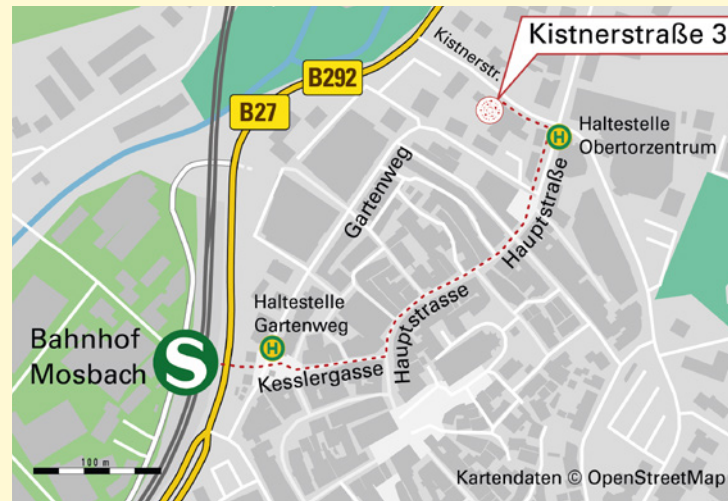 Kistnerstraße 3
Kistnerstr.
B292
B27
H
Haltestelle
Obertorzentrum
Gartenweg
Hauptstraße
Haltestelle
Gartenweg
H
Hauptstrasse
Bahnhof
Mosbach
S
Kesslergasse
100 m
Kartendaten © OpenStreetMap